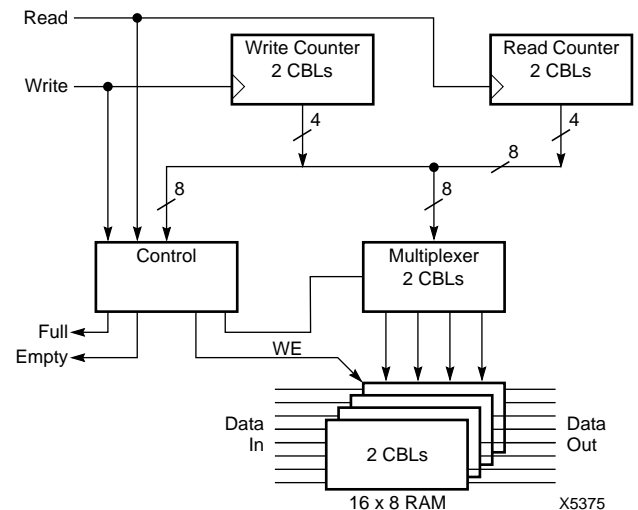 Read
Write Counter
2 CBLs
Read Counter
2 CBLs
Write
4
4
8
8
8
Control
Multiplexer
2 CBLs
Full
Empty
WE
Data
In
2 CBLs
Data
Out
16 x 8 RAM
X5375